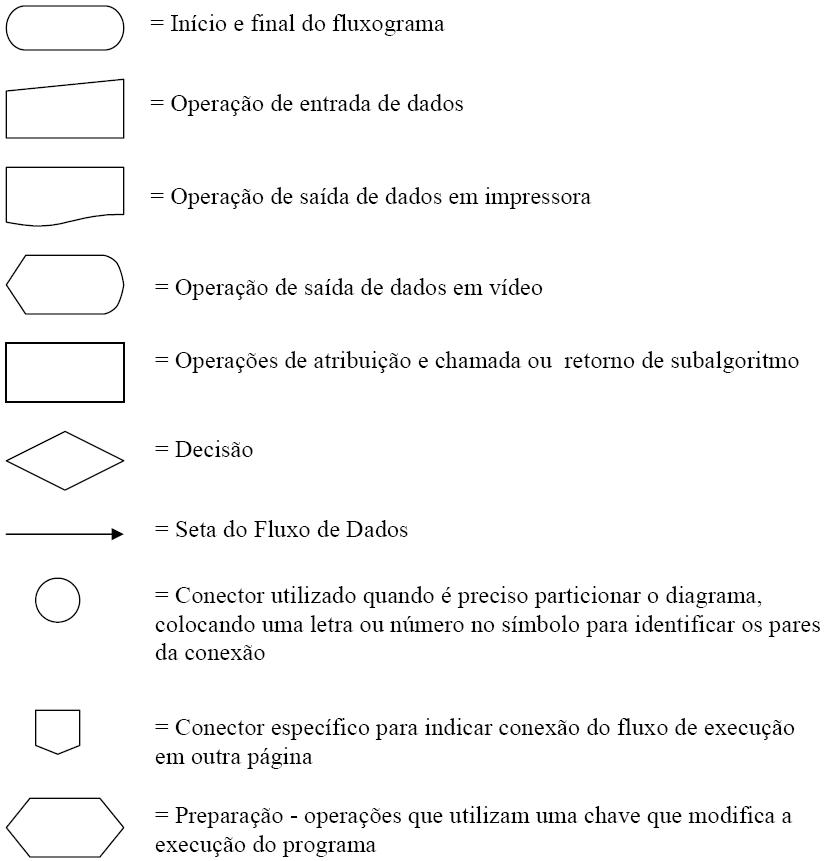 = Início e final do fluxograma
= Operação de entrada de dados
= Operação de saída de dados em impressora
= Operação de saída de dados em vídeo
= Operações de atribuição e chamada ou  retorno de subalgoritmo
= Decisão
= Seta do Fluxo de Dados
= Conector utilizado quando é preciso particionar o diagrama,
colocando uma letra ou número no símbolo para identificar os pares
da conexão
= Conector específico para indicar conexão do fluxo de execução
em outra página
= Preparação - operações que utilizam uma chave que modifica a
execução do programa